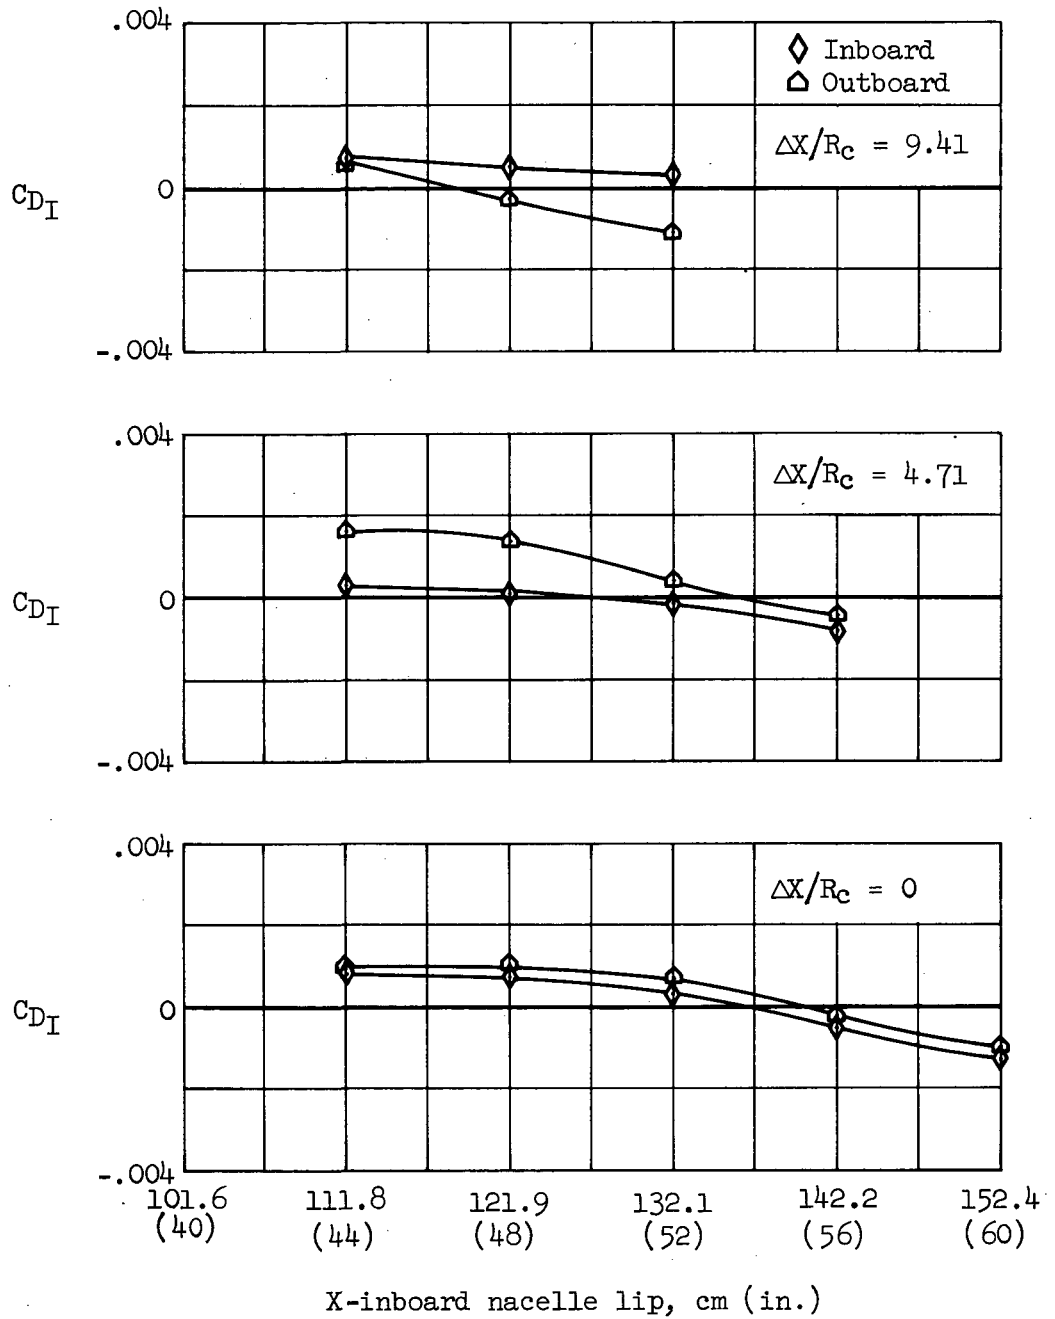 .004
Inboard
Outboard
ΔX/Rc = 9.41
CDI
0
-.004
.004
ΔX/Rc = 4.71
CDI
0
-.004
.004
ΔX/Rc = 0
CDI
0
-.004
101.6 111.8 121.9 132.1 142.2 152.4
(40) (44) (48) (52) (56) (60)
X-inboard nacelle lip, cm (in.)